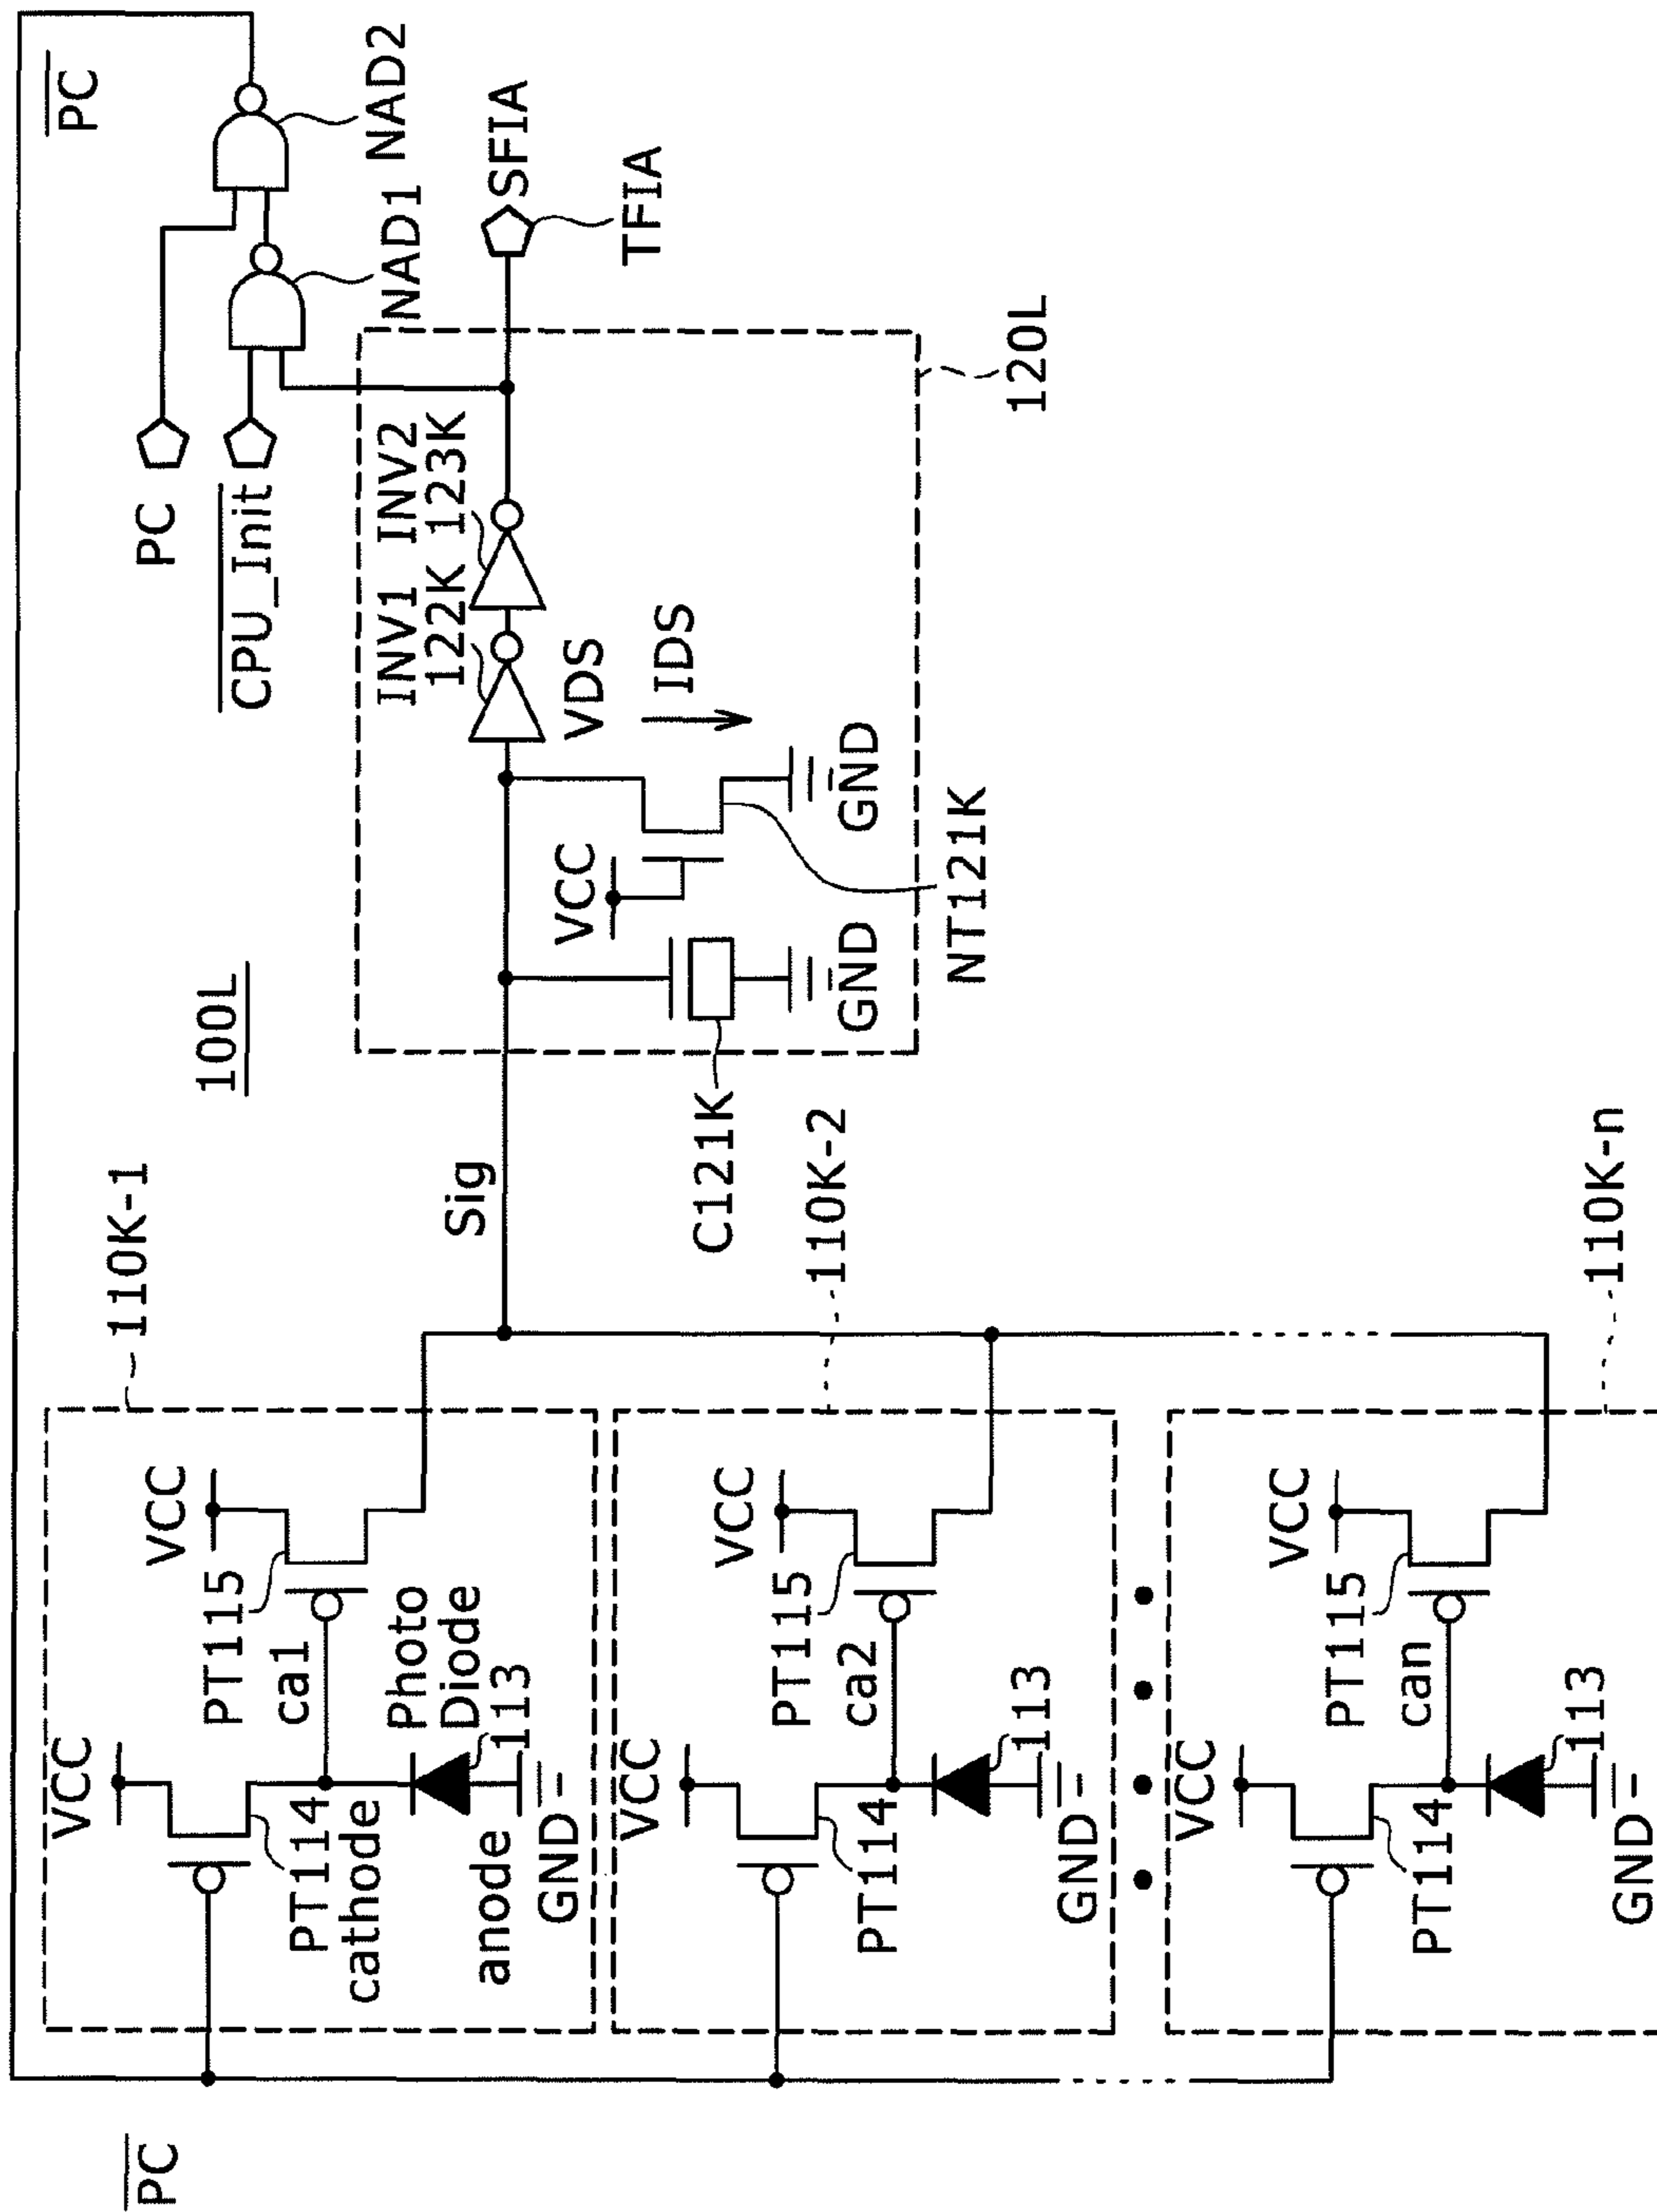 100L
110K-1
VCC
VCC
PT115
ca1
Photo
Diode
113
PT114
cathode
anode
GND
Sig
110K-2
VCC
VCC
PT115
ca2
113
PT114
GND
110K-n
VCC
VCC
PT115
can
113
PT114
GND
PC
PC
CPU_Init
PC
NAD1
NAD2
INV1
INV2
122K
123K
VDS
IDS
VCC
GND
GND
C121K
NT121K
120L
SFIA
TFIA
PC